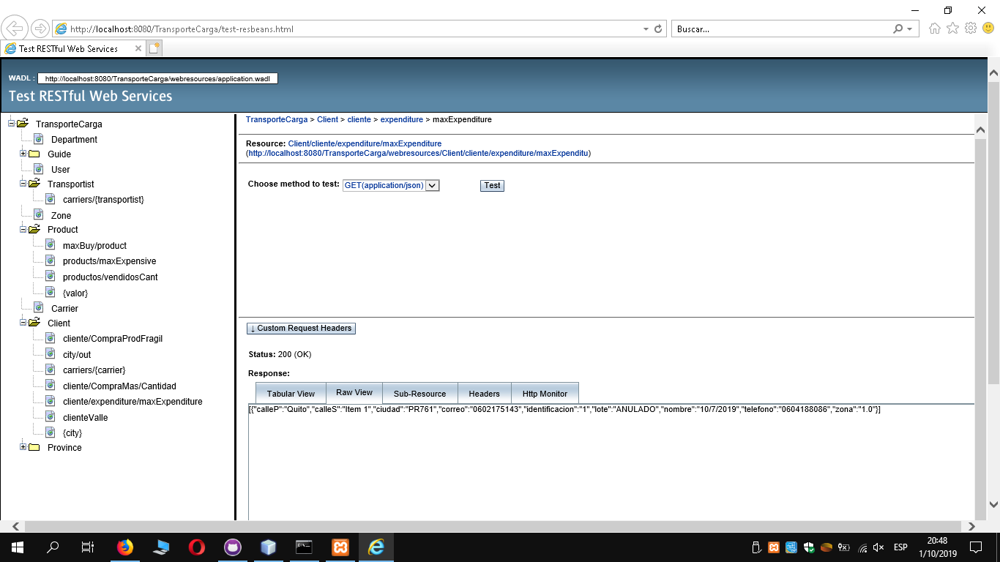 http://localhost:8080/TransporteCarga/test-resbeans.html
Buscar...
Test RESTful Web Services
WADL : http://localhost:8080/TransporteCarga/webresources/application.wadl
Test RESTful Web Services
TransporteCarga
Department
Guide
User
Transportist
carriers/{transportist}
Zone
Product
maxBuy/product
products/maxExpensive
productos/vendidosCant
{valor}
Carrier
Client
cliente/CompraProdFragil
city/out
carriers/{carrier}
cliente/CompraMas/Cantidad
cliente/expenditure/maxExpenditure
clienteValle
{city}
Province
TransporteCarga > Client > cliente > expenditure > maxExpenditure
Resource: Client/cliente/expenditure/maxExpenditure
(http://localhost:8080/TransporteCarga/webresources/Client/cliente/expenditure/maxExpenditu)
Choose method to test: GET(application/json) Test
↓ Custom Request Headers
Status: 200 (OK)
Response:
Tabular View Raw View Sub-Resource Headers Http Monitor
[{"calleP":"Quito","calleS":"Item 1","ciudad":"PR761","correo":"0602175143","identificacion":"1","lote":"ANULADO","nombre":"10/7/2019","telefono":"0604188086","zona":"1.0"}]
ESP
20:48
1/10/2019